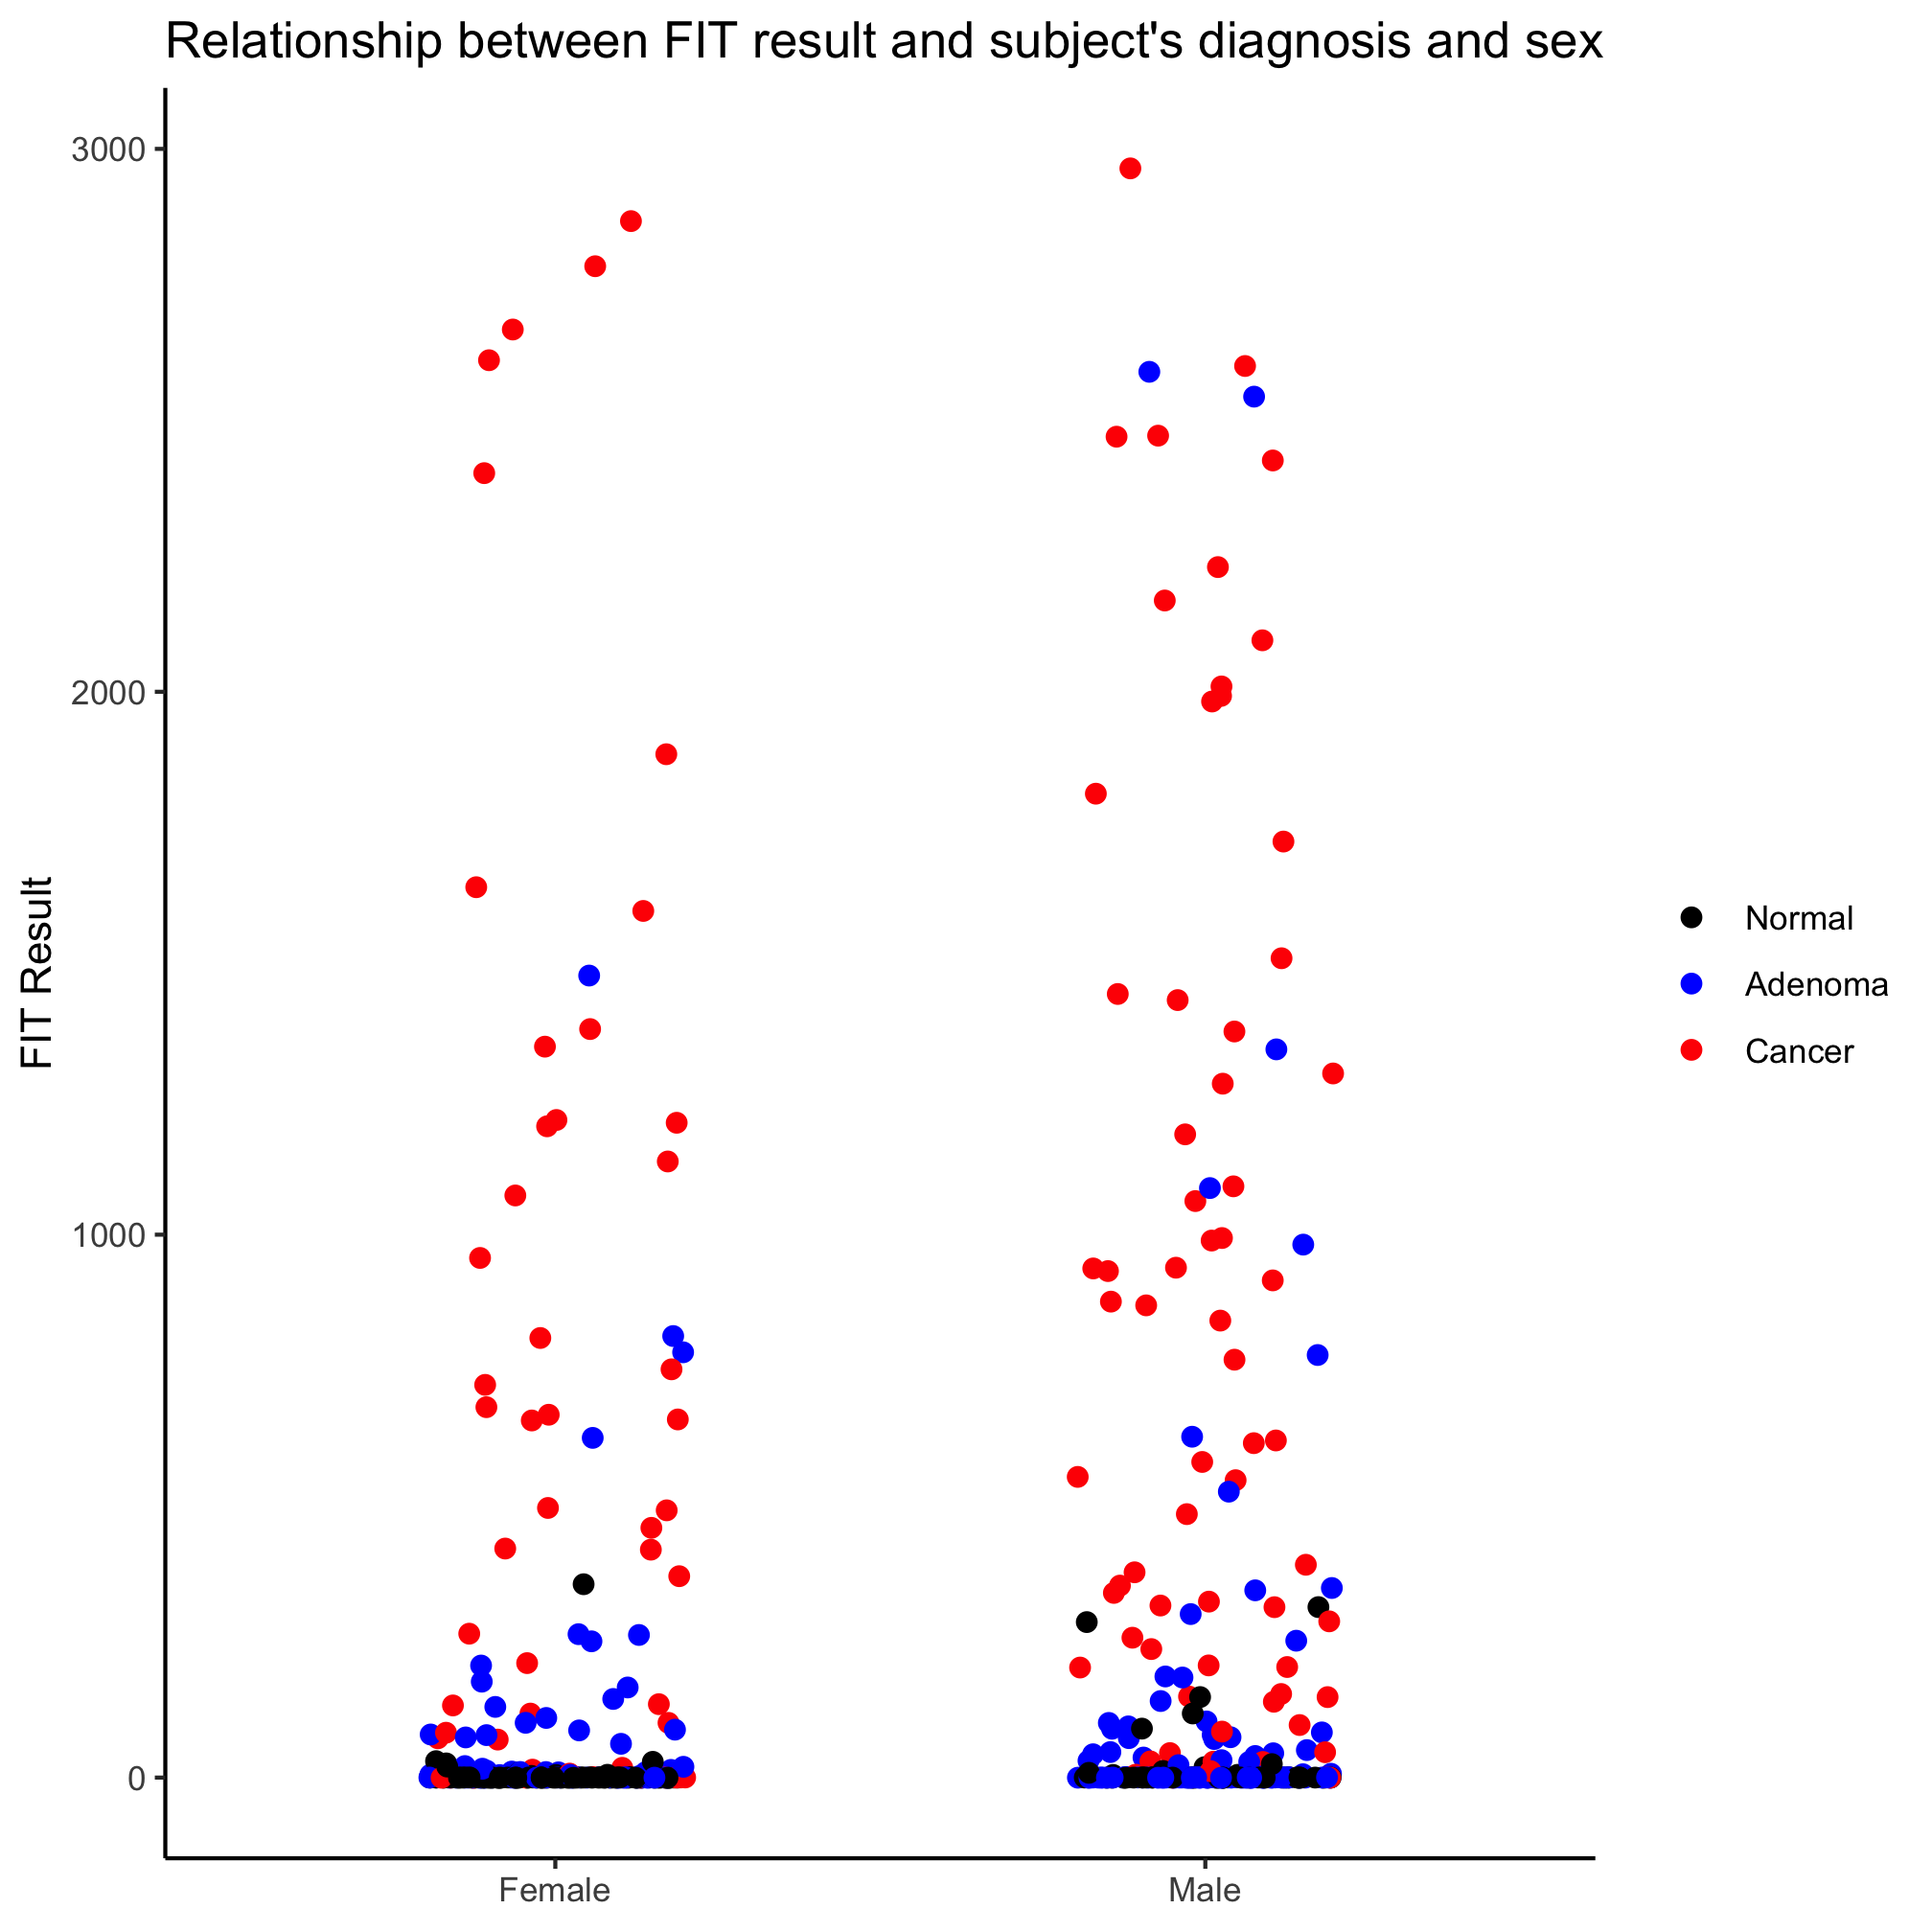 Relationship between FIT result and subject's diagnosis and sex
3000
2000
1000
0
FIT Result
Female
Male
Normal
Adenoma
Cancer